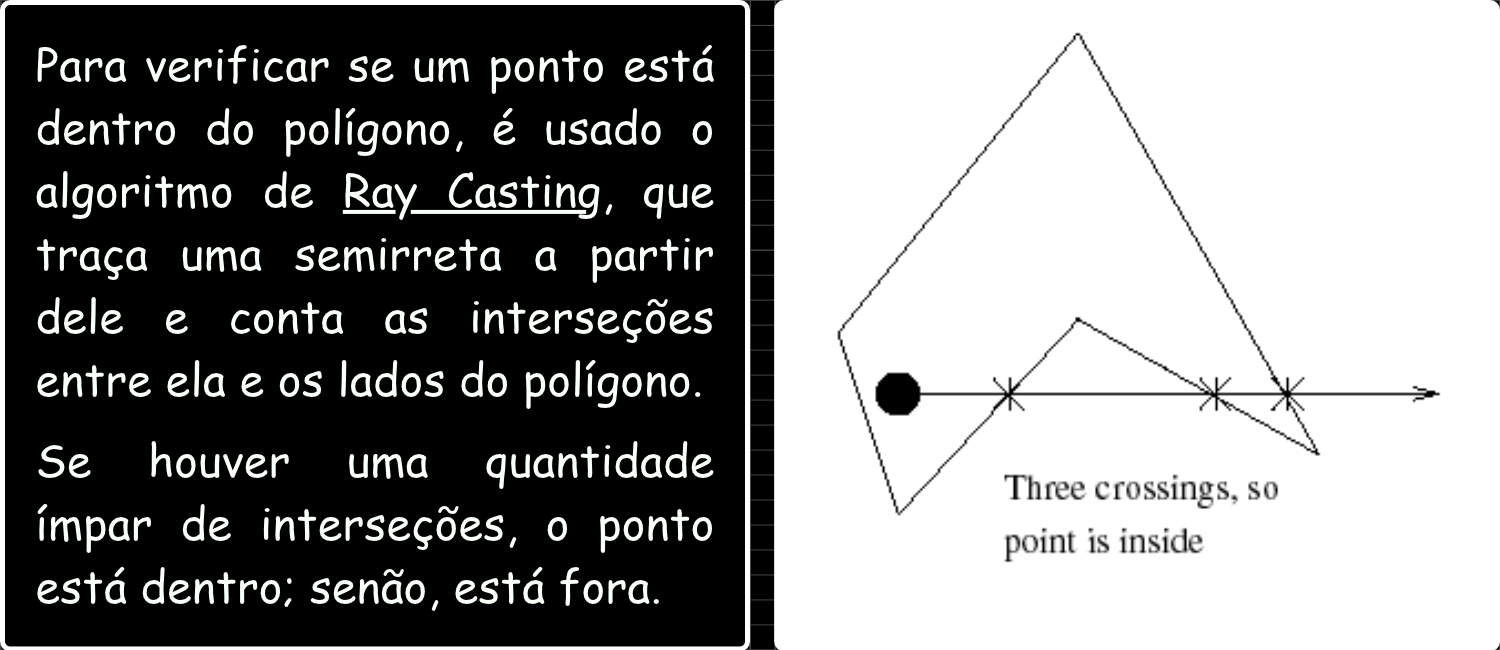 Para verificar se um ponto está
dentro do polígono, é usado o
algoritmo de Ray Casting, que
traça uma semirreta a partir
dele e conta as interseções
entre ela e os lados do polígono.
Se houver uma quantidade
ímpar de interseções, o ponto
está dentro; senão, está fora.
Three crossings, so
point is inside